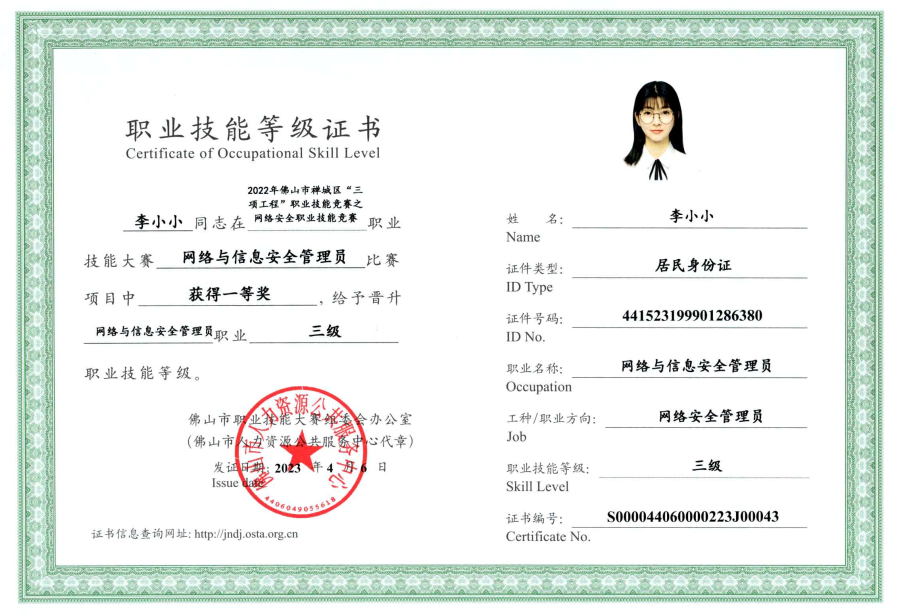 职业技能等级证书
Certificate of Occupational Skill Level
2022年佛山市禅城区“三
项工程”职业技能竞赛之
网络安全职业技能竞赛
李小小同志在 职业
技能大赛 网络与信息安全管理员 比赛
项目中 获得一等奖 ，给予晋升
网络与信息安全管理员职业 三级
职业技能等级。
佛山市职业技能大赛组委会办公室
(佛山市人力资源公共服务中心代章)
发证日期: 2023 年 4 月 6 日
Issue date
佛山市人力资源公共服务中心
4406049055618
证书信息查询网址: http://jndj.osta.org.cn
姓 名: 李小小
Name
证件类型: 居民身份证
ID Type
证件号码: 441523199901286380
ID No.
职业名称: 网络与信息安全管理员
Occupation
工种/职业方向: 网络安全管理员
Job
职业技能等级: 三级
Skill Level
证书编号: S000044060000223J00043
Certificate No.